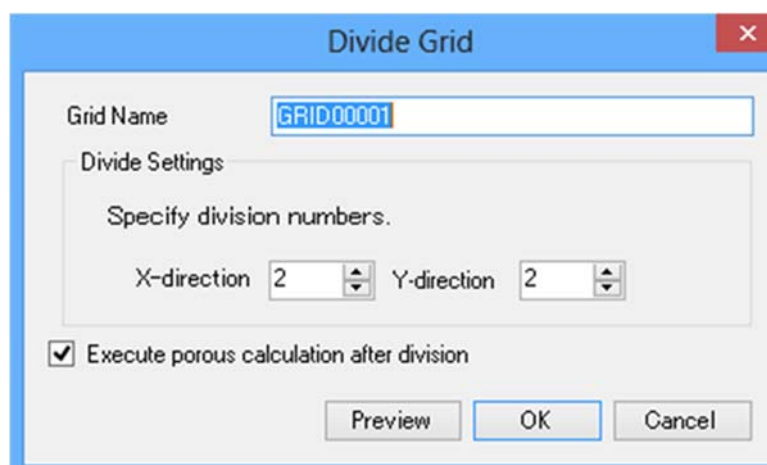 Divide Grid
Grid Name GRID00001
Divide Settings
Specify division numbers.
X-direction 2 Y-direction 2
Execute porous calculation after division
Preview OK Cancel